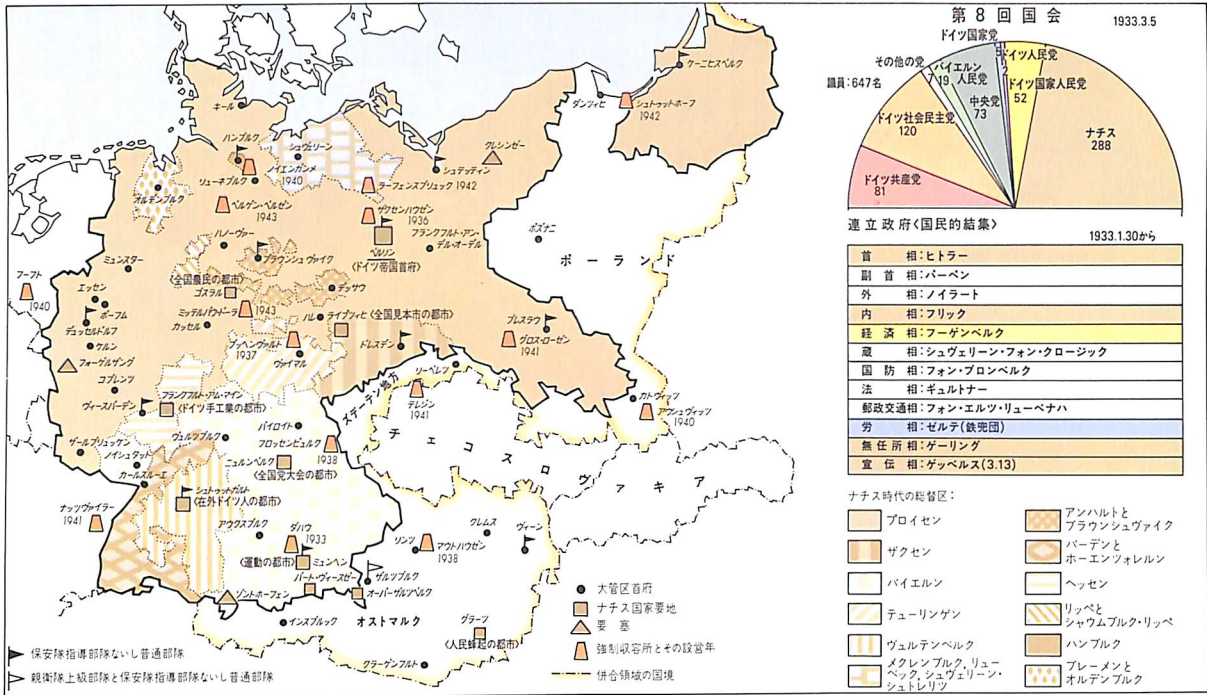 第8回国会
1933.3.5
議員：647名
ドイツ国家党
5
ドイツ人民党
2
その他の党
7
バイエルン
人民党
19
中央党
73
ドイツ国家人民党
52
ドイツ社会民主党
120
ドイツ共産党
81
ナチス
288
連立政府〈国民的結集〉
1933.1.30から
首相：ヒトラー
副首相：パーペン
外相：ノイラート
内相：フリック
経済相：フーゲンベルク
蔵相：シュヴェリーン・フォン・クロージック
国防相：フォン・ブロンベルク
法相：ギュルトナー
郵政交通相：フォン・エルツ・リューベナハ
労相：ゼルテ(鉄兜団)
無任所相：ゲーリング
宣伝相：ゲッベルス(3.13)
ナチス時代の総督区：
プロイセン
ザクセン
バイエルン
テューリンゲン
ヴュルテンベルク
メクレンブルク，リュー
ベック，シュヴェリーン・
シュトレリツ
アンハルトと
ブラウンシュヴァイク
バーデンと
ホーエンツォレルン
ヘッセン
リッペと
シャウムブルク・リッペ
ハンブルク
ブレーメンと
オルデンブルク
キール
ハンブルク
シュヴェリーン
ノイエンガンメ
1940
リューネブルク
オルデンブルク
ベルゲン・ベルゼン
1943
ラーフェンスブリュック 1942
ザクセンハウゼン
1936
シュテッティン
クレシンゼー
ケーニヒスベルク
ダンツィヒ
シュトゥットホーフ
1942
ハノーヴァー
ブラウンシュヴァイク
ベルリン
〈ドイツ帝国首府〉
フランクフルト・アン・
デル・オーデル
ポズナニ
ポーランド
ミュンスター
〈全国農民の都市〉
ゴスラル
デッサウ
フーフト
1940
エッセン
ボーフム
デュッセルドルフ
ケルン
フォーゲルザング
コブレンツ
ヴィースバーデン
カッセル
ミッテルバウ・ドーラ
1943
ハレ
ライプツィヒ
〈全国見本市の都市〉
ブッヘンヴァルト
1937
ヴァイマル
ドレスデン
ブレスラウ
グロス・ローゼン
1941
フランクフルト・アム・マイン
〈ドイツ手工業の都市〉
ズデーテン地方
リーベレツ
テレジン
1941
カトヴィッツ
アウシュヴィッツ
1940
チェコスロヴァキア
ザールブリュッケン
ノイシュタット
カールスルーエ
ヴュルツブルク
バイロイト
フロッセンビュルク
1938
ニュルンベルク
〈全国党大会の都市〉
シュトゥットガルト
〈在外ドイツ人の都市〉
ナッツヴァイラー
1941
アウクスブルク
ダハウ
1933
〈運動の都市〉
ミュンヘン
バート・ヴィースゼー
ゾントホーフェン
オーバーザルツベルク
ザルツブルク
リンツ
マウトハウゼン
1938
クレムス
ヴィーン
インスブルック
オストマルク
グラーツ
〈人民蜂起の都市〉
クラーゲンフルト
大管区首府
ナチス国家要地
要塞
強制収容所とその設営年
併合領域の国境
保安隊指導部隊ないし普通部隊
親衛隊上級部隊と保安隊指導部隊ないし普通部隊